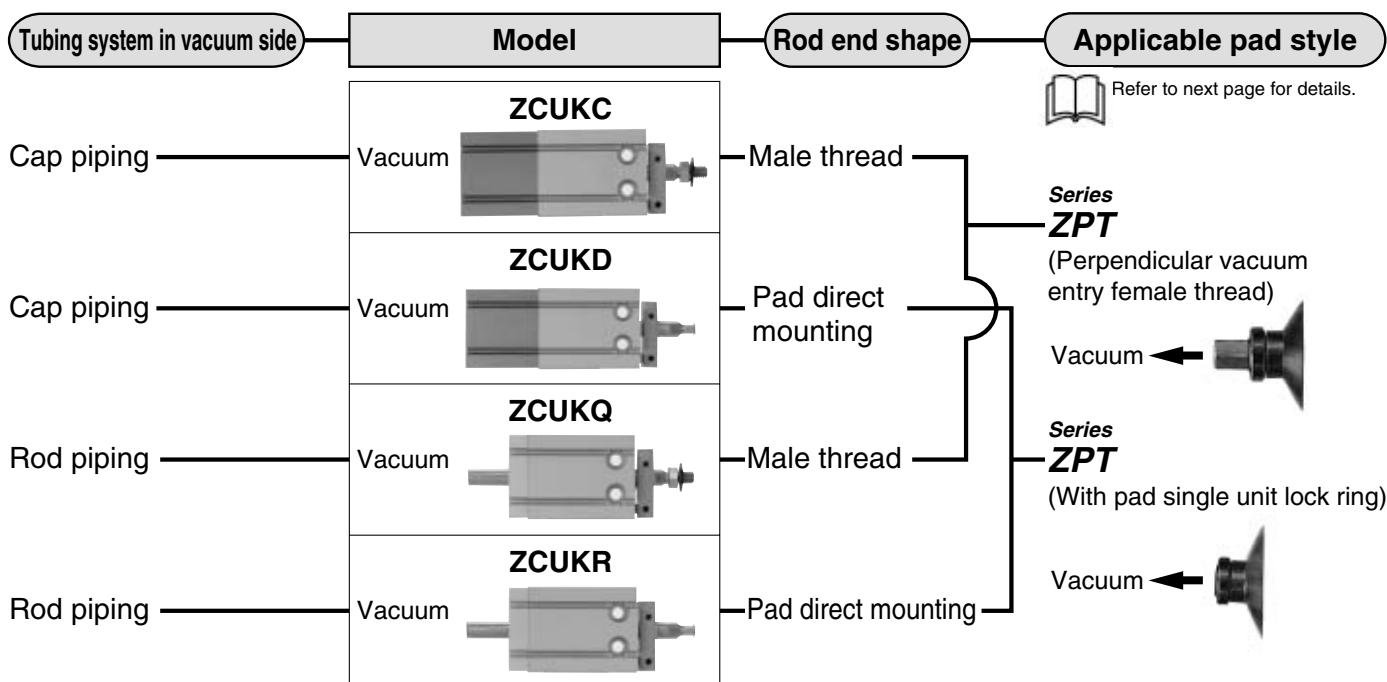 Tubing system in vacuum side
Model
Rod end shape
Applicable pad style
Refer to next page for details.
Cap piping
Vacuum
ZCUKC
Male thread
Cap piping
Vacuum
ZCUKD
Pad direct
mounting
Rod piping
Vacuum
ZCUKQ
Male thread
Rod piping
Vacuum
ZCUKR
Pad direct mounting
Series
ZPT
(Perpendicular vacuum
entry female thread)
Vacuum
Series
ZPT
(With pad single unit lock ring)
Vacuum